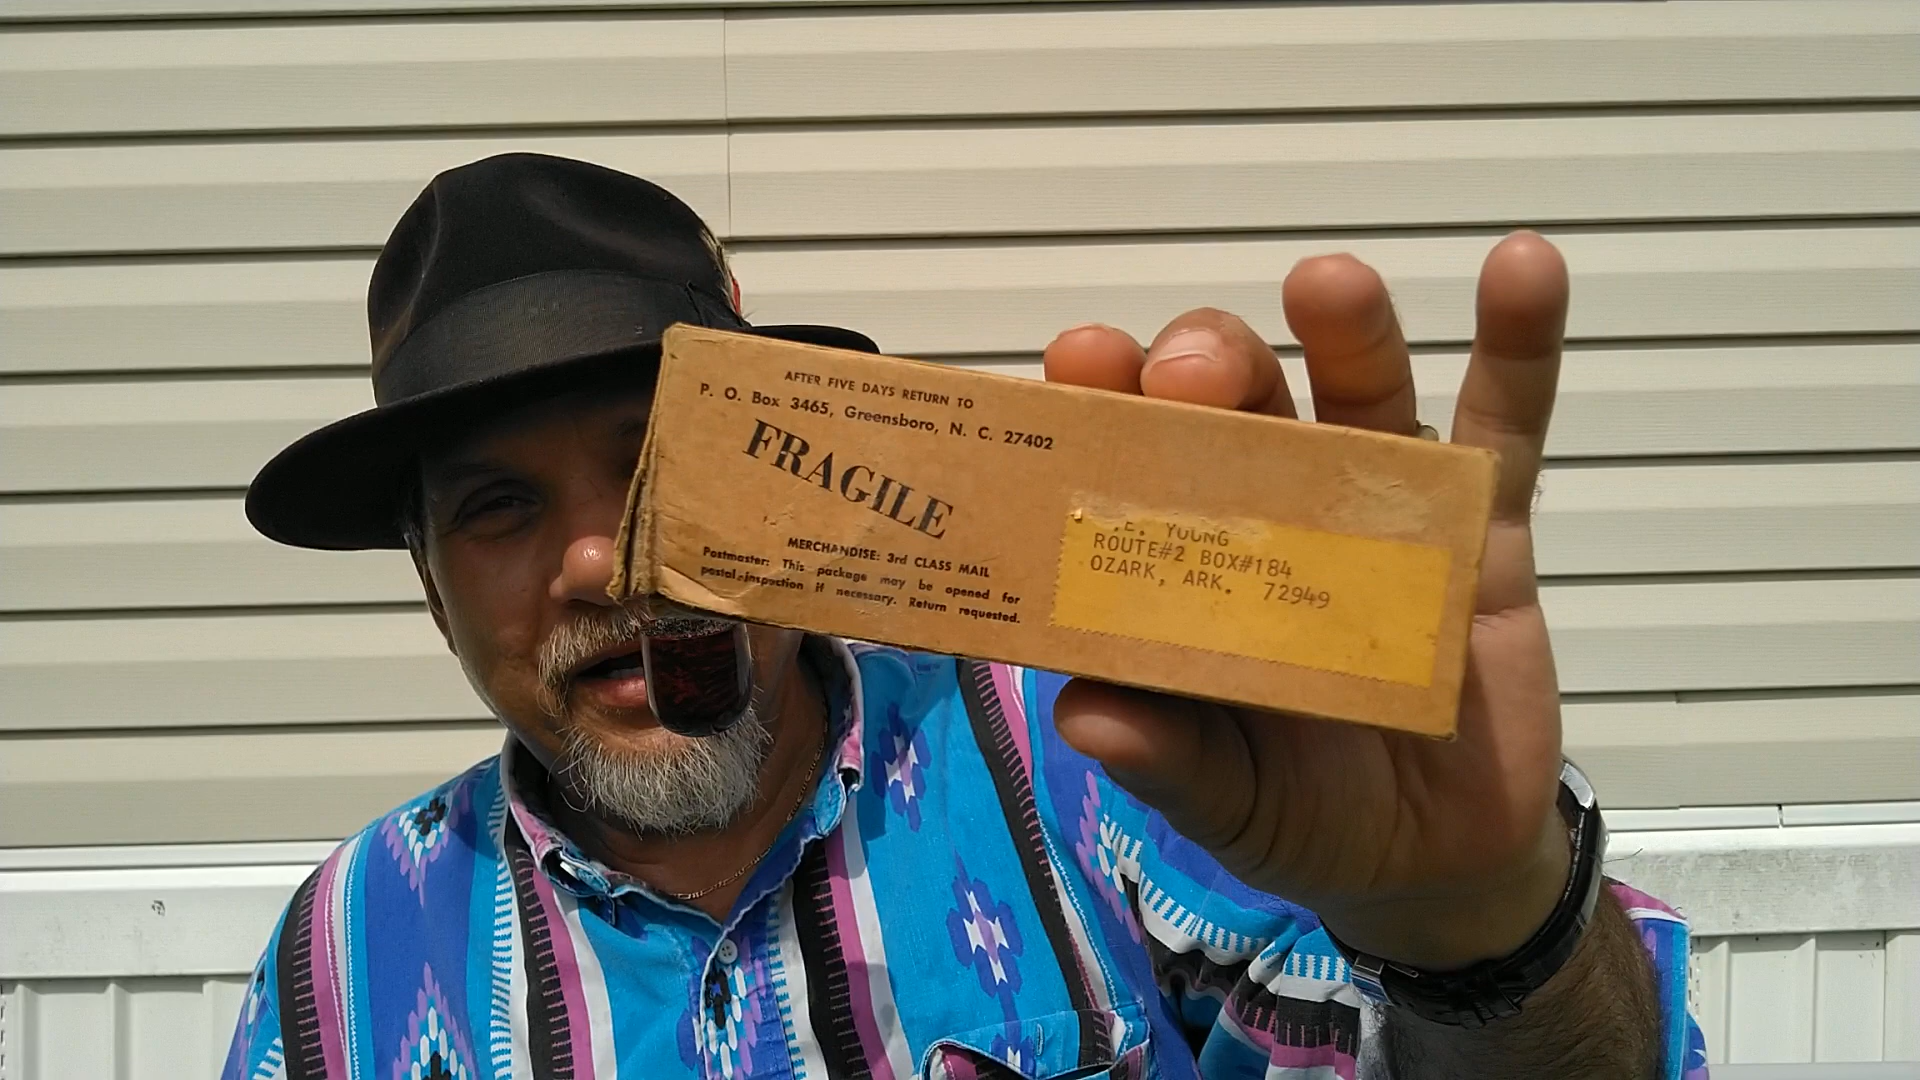 AFTER FIVE DAYS RETURN TO
P. O. Box 3465, Greensboro, N. C. 27402
FRAGILE
MERCHANDISE: 3rd CLASS MAIL
Postmaster: This package may be opened for
postal inspection if necessary. Return requested.
.E. YOUNG
ROUTE#2 BOX#184
OZARK, ARK. 72949